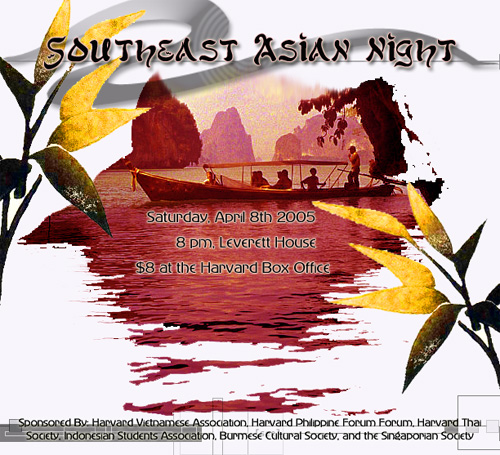 Southeast Asian Night
Saturday, April 8th 2005
8 pm, Leverett House
$8 at the Harvard Box Office
Sponsored By: Harvard Vietnamese Association, Harvard Philippine Forum Forum, Harvard Thai
Society, Indonesian Students Association, Burmese Cultural Society, and the Singaporian Society